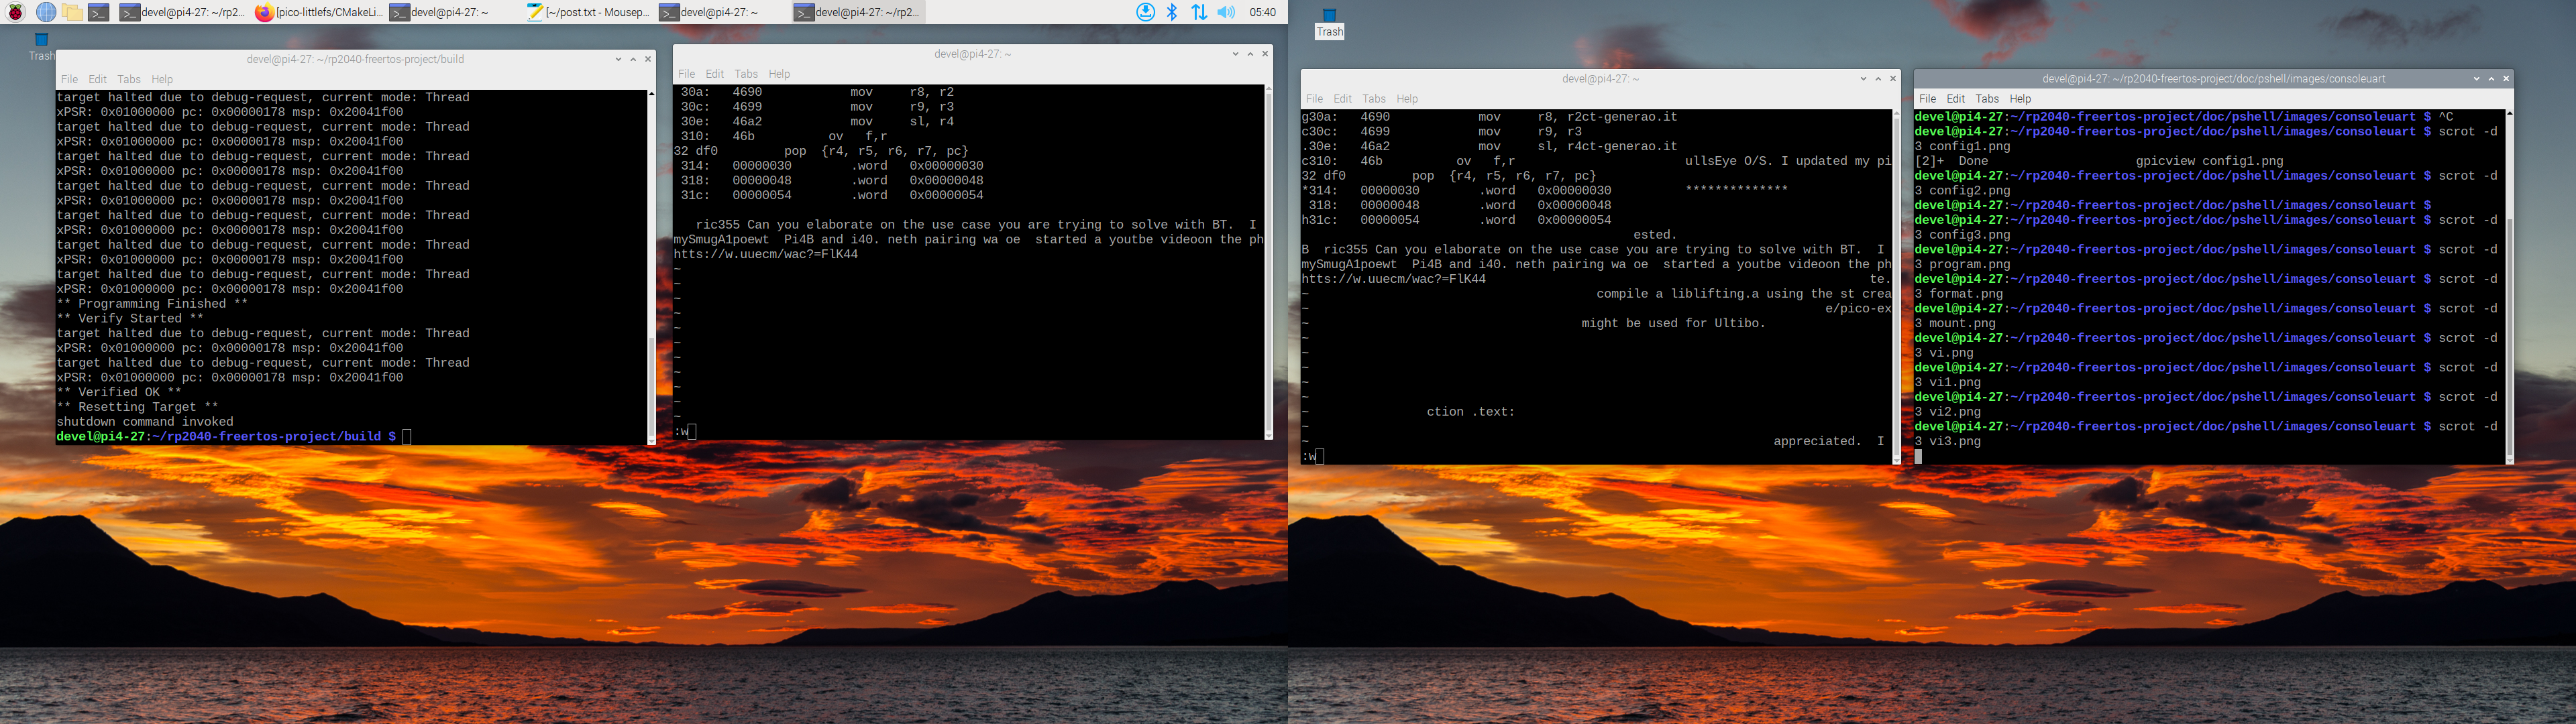 devel@pi4-27: ~/rp2...
[pico-littlefs/CMakeLi...
devel@pi4-27: ~
[~/post.txt - Mousep...
devel@pi4-27: ~
devel@pi4-27: ~/rp2...
05:40
Trash
devel@pi4-27: ~/rp2040-freertos-project/build
File Edit Tabs Help
target halted due to debug-request, current mode: Thread
xPSR: 0x01000000 pc: 0x00000178 msp: 0x20041f00
target halted due to debug-request, current mode: Thread
xPSR: 0x01000000 pc: 0x00000178 msp: 0x20041f00
target halted due to debug-request, current mode: Thread
xPSR: 0x01000000 pc: 0x00000178 msp: 0x20041f00
target halted due to debug-request, current mode: Thread
xPSR: 0x01000000 pc: 0x00000178 msp: 0x20041f00
target halted due to debug-request, current mode: Thread
xPSR: 0x01000000 pc: 0x00000178 msp: 0x20041f00
target halted due to debug-request, current mode: Thread
xPSR: 0x01000000 pc: 0x00000178 msp: 0x20041f00
target halted due to debug-request, current mode: Thread
xPSR: 0x01000000 pc: 0x00000178 msp: 0x20041f00
** Programming Finished **
** Verify Started **
target halted due to debug-request, current mode: Thread
xPSR: 0x01000000 pc: 0x00000178 msp: 0x20041f00
target halted due to debug-request, current mode: Thread
xPSR: 0x01000000 pc: 0x00000178 msp: 0x20041f00
** Verified OK **
** Resetting Target **
shutdown command invoked
devel@pi4-27:~/rp2040-freertos-project/build $
devel@pi4-27: ~
File Edit Tabs Help
30a: 4690 mov r8, r2
30c: 4699 mov r9, r3
30e: 46a2 mov sl, r4
310: 46b ov f,r
32 df0 pop {r4, r5, r6, r7, pc}
314: 00000030 .word 0x00000030
318: 00000048 .word 0x00000048
31c: 00000054 .word 0x00000054
ric355 Can you elaborate on the use case you are trying to solve with BT. I
mySmugA1poewt Pi4B and i40. neth pairing wa oe started a youtbe videoon the ph
htts://w.uuecm/wac?=FlK44
~
~
~
~
~
~
~
~
~
~
~
:w
Trash
devel@pi4-27: ~
File Edit Tabs Help
g30a: 4690 mov r8, r2ct-generao.it
c30c: 4699 mov r9, r3
.30e: 46a2 mov sl, r4ct-generao.it
c310: 46b ov f,r ullsEye O/S. I updated my pi
32 df0 pop {r4, r5, r6, r7, pc}
*314: 00000030 .word 0x00000030 **************
318: 00000048 .word 0x00000048
h31c: 00000054 .word 0x00000054
ested.
B ric355 Can you elaborate on the use case you are trying to solve with BT. I
mySmugA1poewt Pi4B and i40. neth pairing wa oe started a youtbe videoon the ph
htts://w.uuecm/wac?=FlK44 te.
~ compile a liblifting.a using the st crea
~ e/pico-ex
~ might be used for Ultibo.
~
~
~
~
~
~ ction .text:
~
~ appreciated. I
:w
devel@pi4-27: ~/rp2040-freertos-project/doc/pshell/images/consoleuart
File Edit Tabs Help
devel@pi4-27:~/rp2040-freertos-project/doc/pshell/images/consoleuart $ ^C
devel@pi4-27:~/rp2040-freertos-project/doc/pshell/images/consoleuart $ scrot -d
3 config1.png
[2]+ Done gpicview config1.png
devel@pi4-27:~/rp2040-freertos-project/doc/pshell/images/consoleuart $ scrot -d
3 config2.png
devel@pi4-27:~/rp2040-freertos-project/doc/pshell/images/consoleuart $
devel@pi4-27:~/rp2040-freertos-project/doc/pshell/images/consoleuart $ scrot -d
3 config3.png
devel@pi4-27:~/rp2040-freertos-project/doc/pshell/images/consoleuart $ scrot -d
3 program.png
devel@pi4-27:~/rp2040-freertos-project/doc/pshell/images/consoleuart $ scrot -d
3 format.png
devel@pi4-27:~/rp2040-freertos-project/doc/pshell/images/consoleuart $ scrot -d
3 mount.png
devel@pi4-27:~/rp2040-freertos-project/doc/pshell/images/consoleuart $ scrot -d
3 vi.png
devel@pi4-27:~/rp2040-freertos-project/doc/pshell/images/consoleuart $ scrot -d
3 vi1.png
devel@pi4-27:~/rp2040-freertos-project/doc/pshell/images/consoleuart $ scrot -d
3 vi2.png
devel@pi4-27:~/rp2040-freertos-project/doc/pshell/images/consoleuart $ scrot -d
3 vi3.png